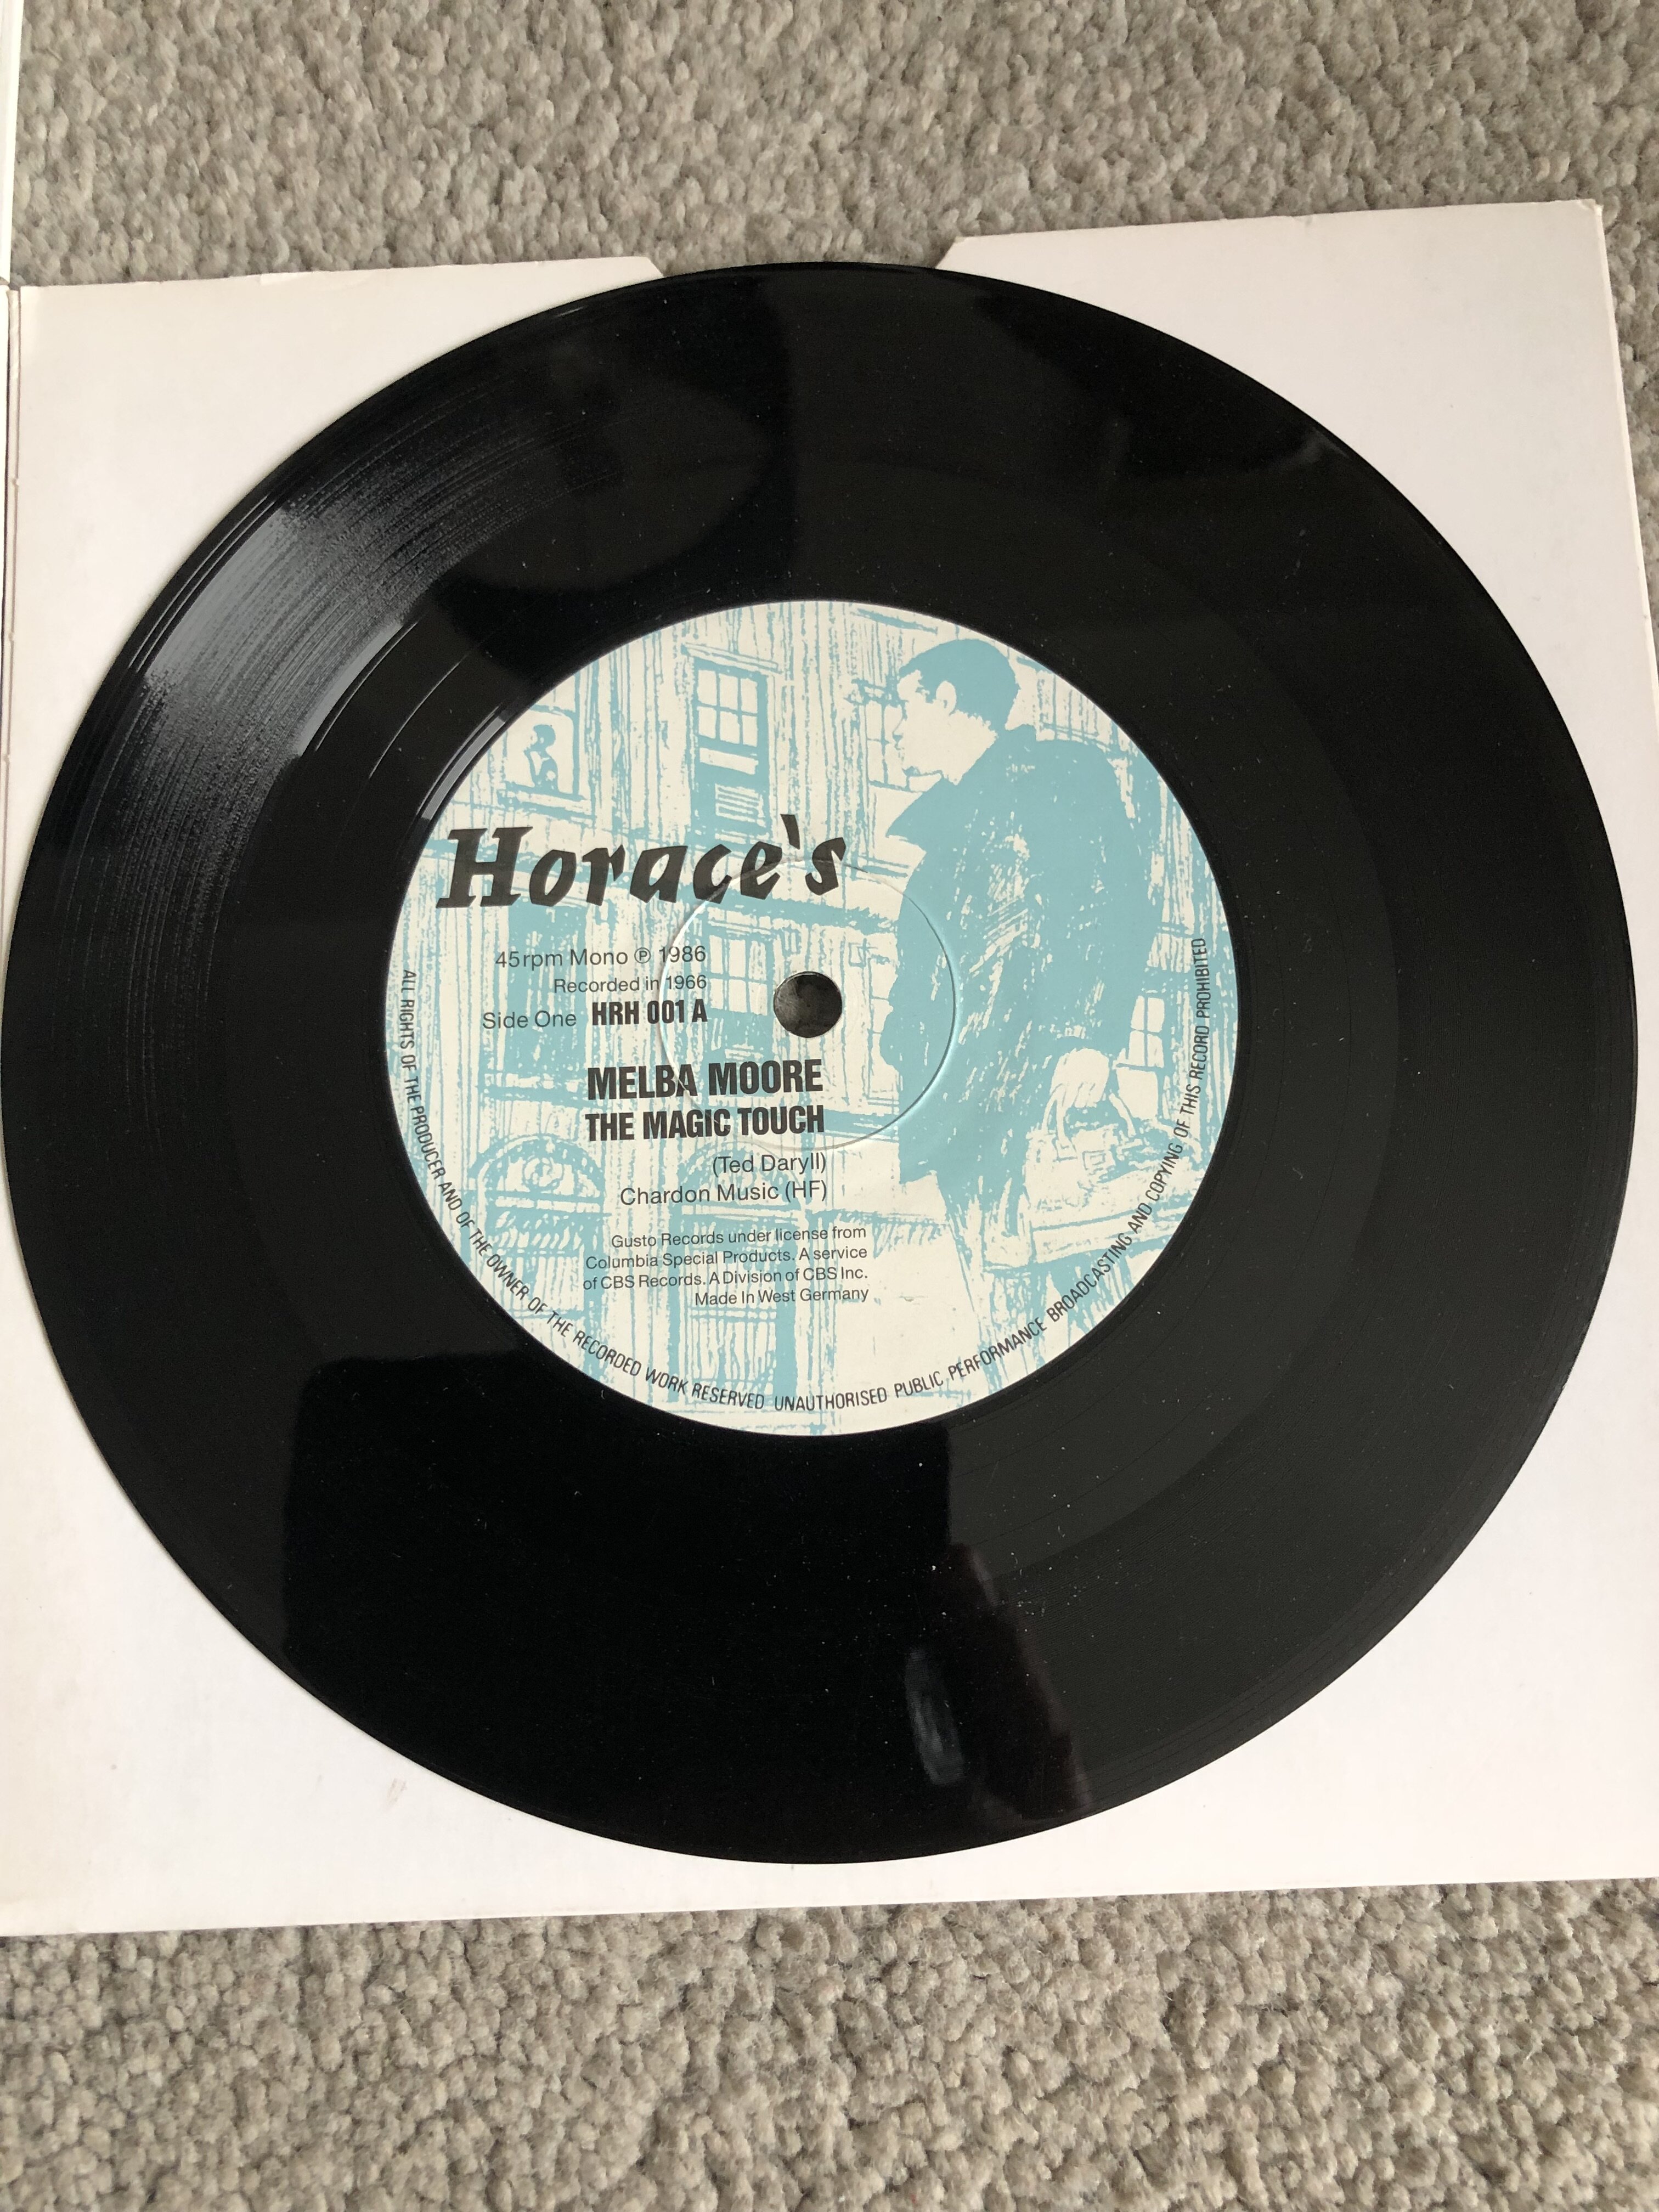 Horace's
45rpm Mono ℗ 1986
Recorded in 1966
Side One HRH 001 A
MELBA MOORE
THE MAGIC TOUCH
(Ted Daryll)
Chardon Music (HF)
Gusto Records under license from
Columbia Special Products. A service
of CBS Records. A Division of CBS Inc.
Made In West Germany
ALL RIGHTS OF THE PRODUCER AND OF THE OWNER OF THE RECORDED WORK RESERVED UNAUTHORISED PUBLIC PERFORMANCE BROADCASTING AND COPYING OF THIS RECORD PROHIBITED